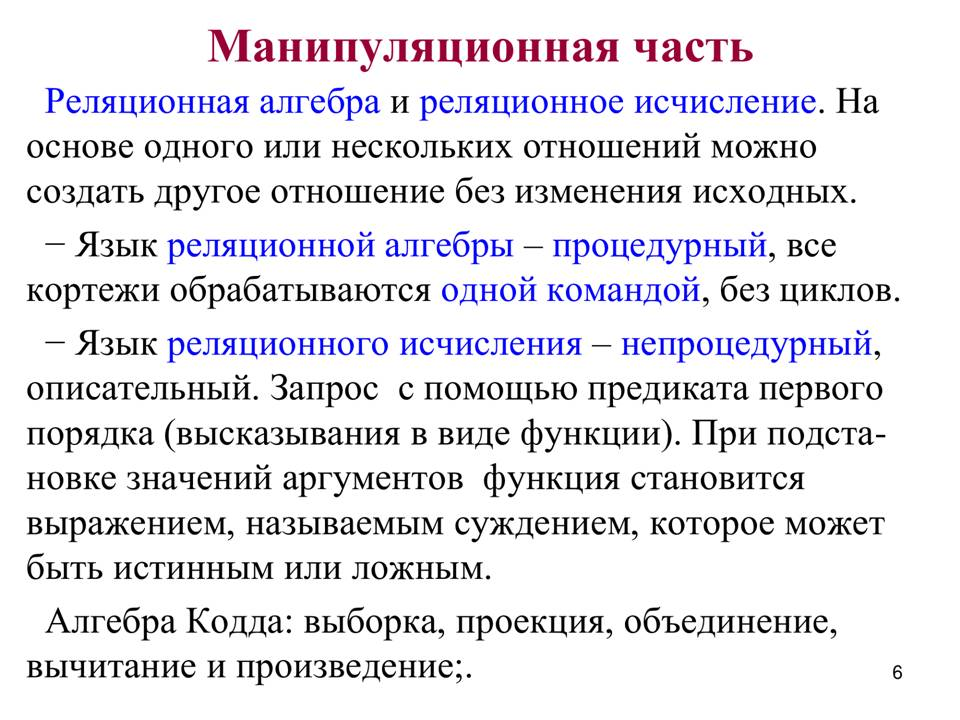 Манипуляционная часть
Реляционная алгебра и реляционное исчисление. На
основе одного или нескольких отношений можно
создать другое отношение без изменения исходных.
− Язык реляционной алгебры – процедурный, все
кортежи обрабатываются одной командой, без циклов.
− Язык реляционного исчисления – непроцедурный,
описательный. Запрос  с помощью предиката первого
порядка (высказывания в виде функции). При подста-
новке значений аргументов  функция становится
выражением, называемым суждением, которое может
быть истинным или ложным.
Алгебра Кодда: выборка, проекция, объединение,
вычитание и произведение;.
6